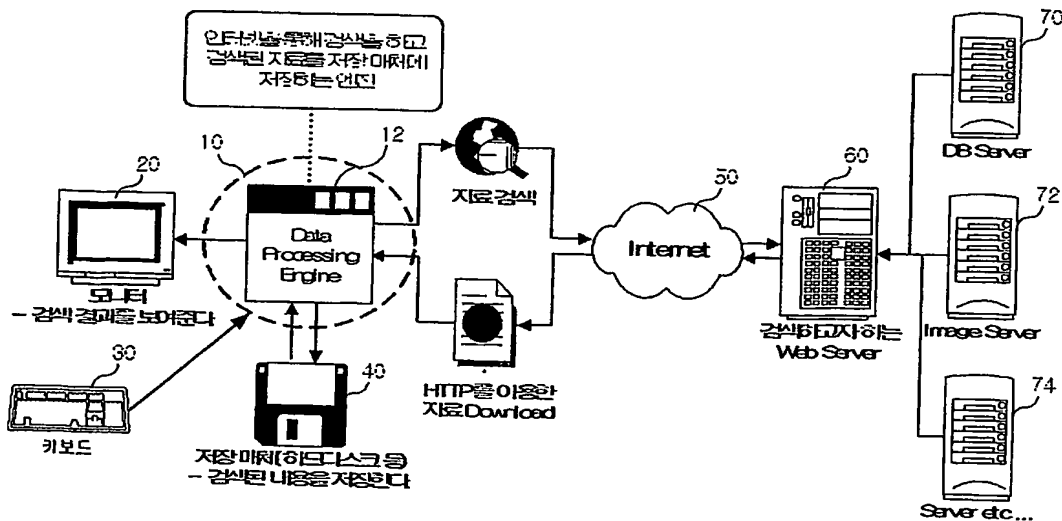 인터넷을 통해 검색을 하고
검색된 자료를 저장 매체에
저장하는 엔진
70
DB Server
10
12
20
자료 검색
50
60
72
Data
Processing
Engine
Internet
모니터
- 검색 결과를 보여준다
검색하고자 하는
Web Server
Image Server
30
40
HTTP를 이용한
자료 Download
74
키보드
저장 매체(하드디스크 등)
- 검색된 내용을 저장한다
Server etc ...